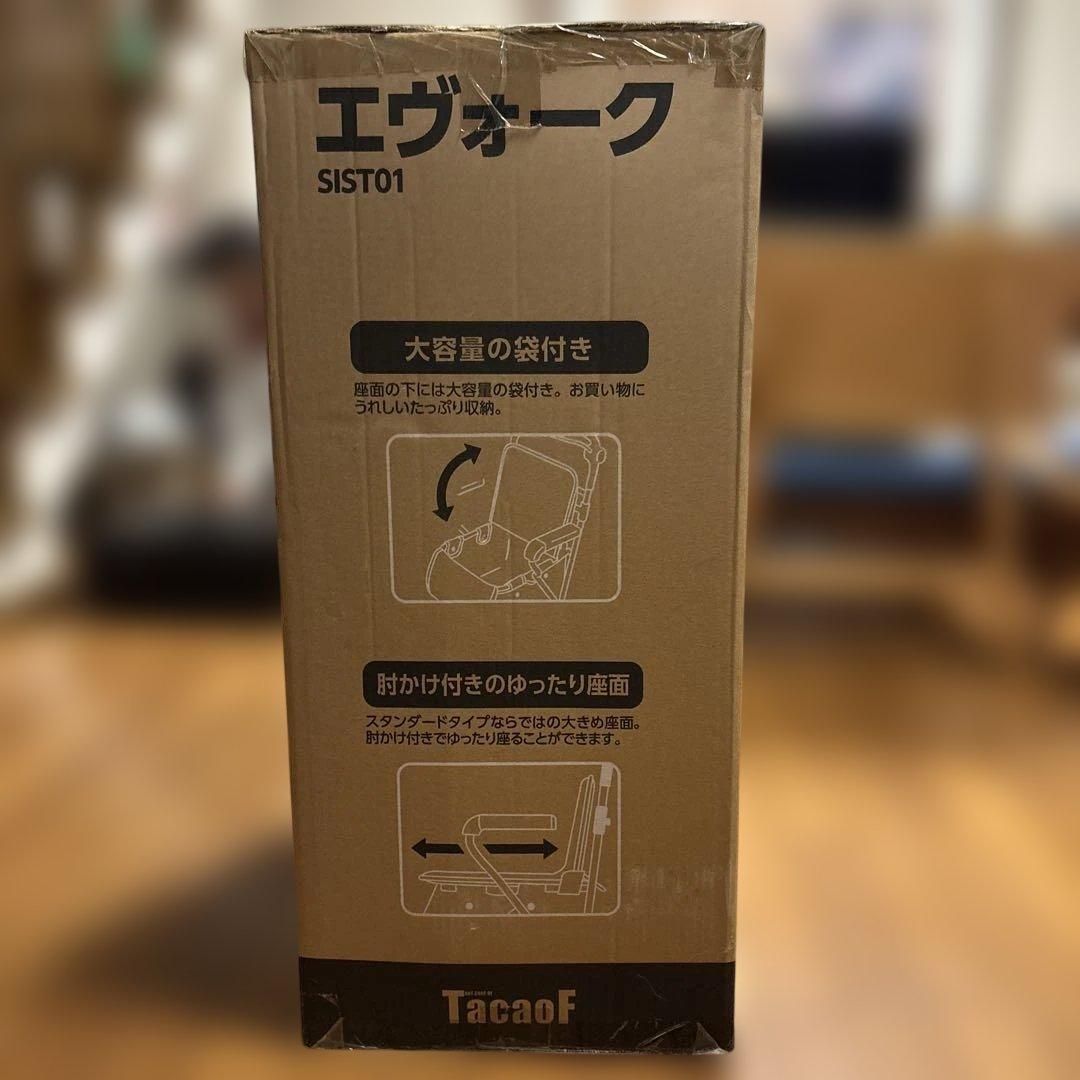 エヴォーク
SIST01
大容量の袋付き
座面の下には大容量の袋付き。お買い物に
うれしいたっぷり収納。
肘かけ付きのゆったり座面
スタンダードタイプならではの大きめ座面。
肘かけ付きでゆったり座ることができます。
TacaoF